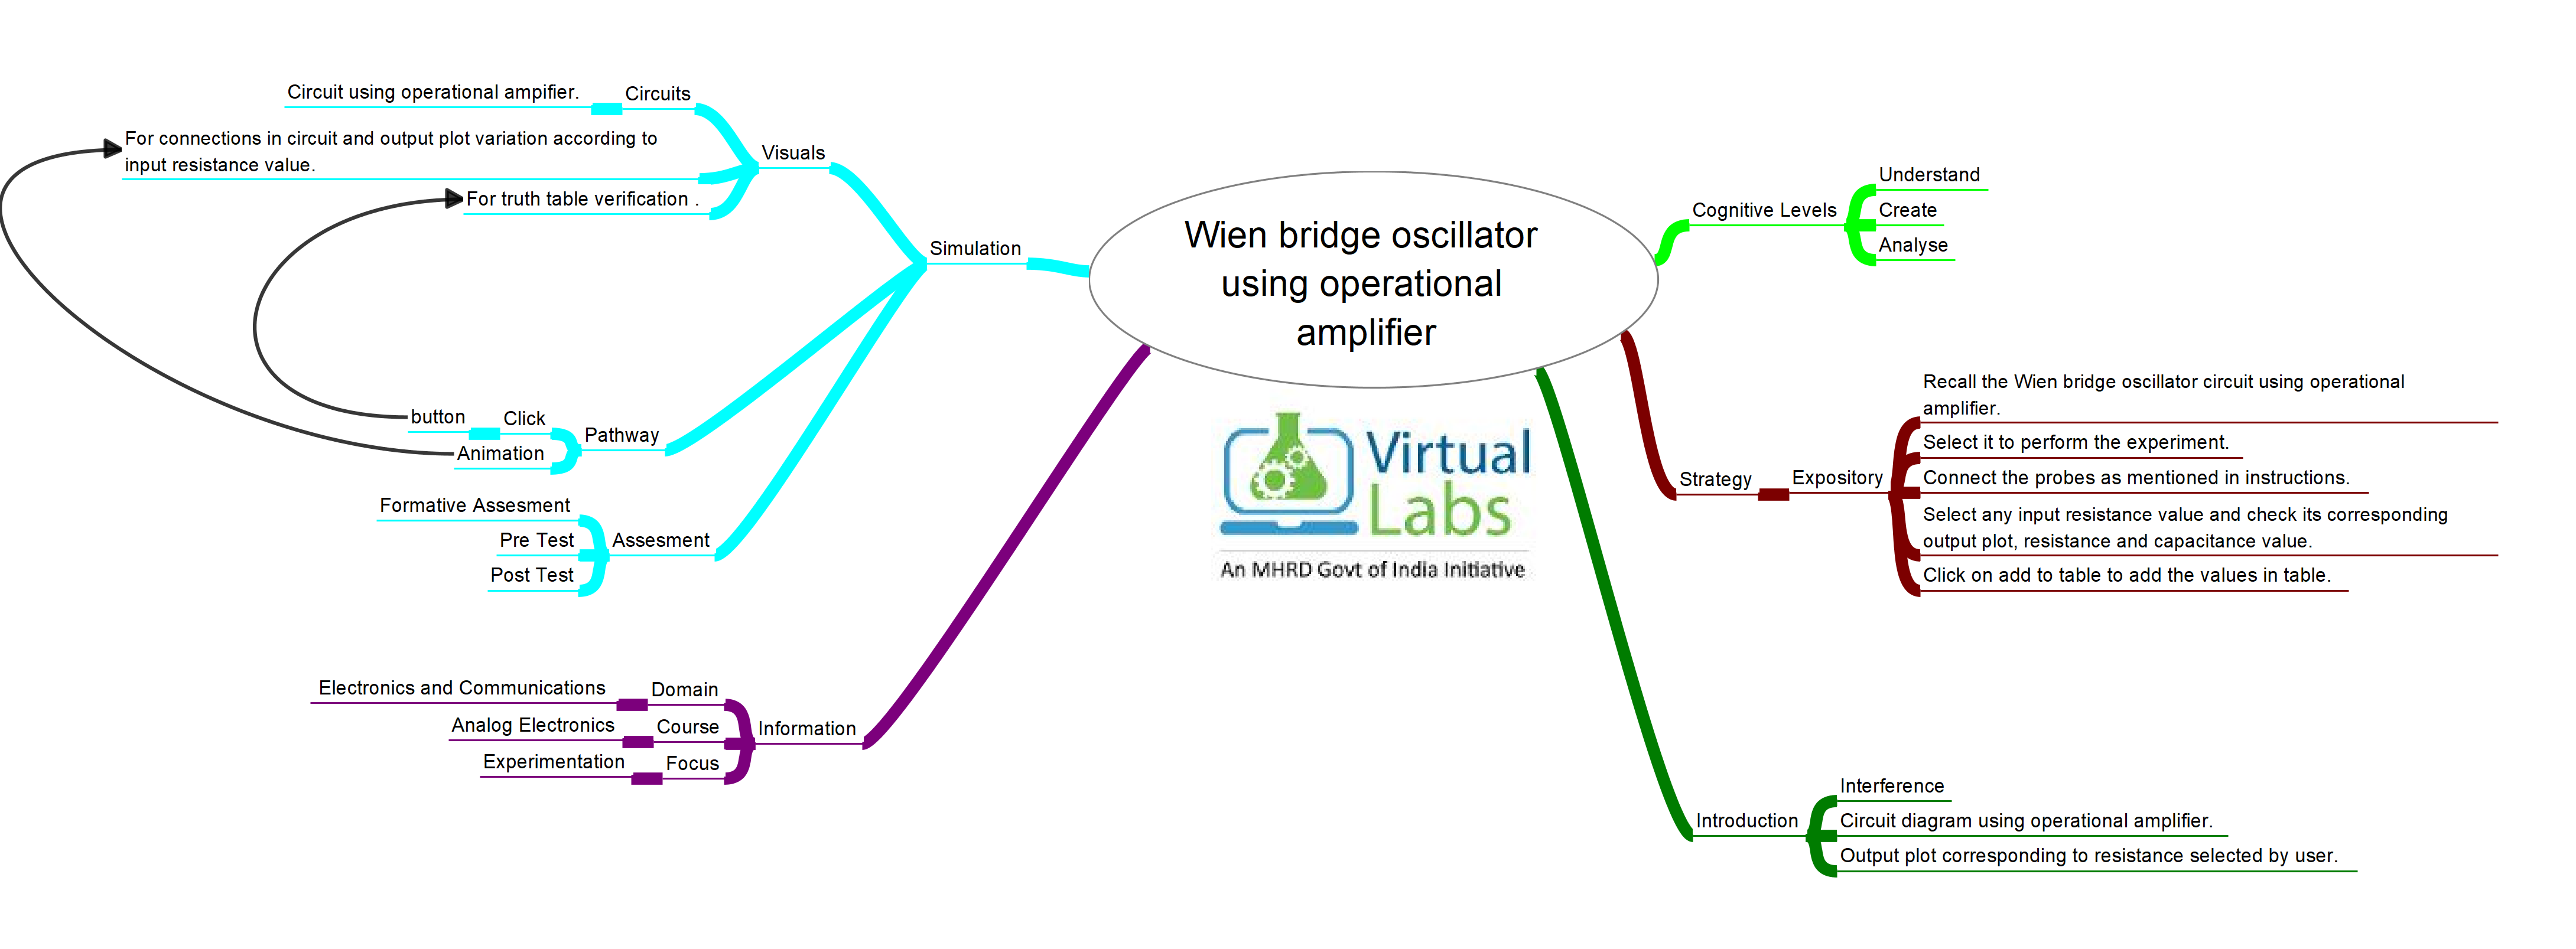 Wien bridge oscillator
using operational
amplifier
Virtual
Labs
An MHRD Govt of India Initiative
Simulation
Visuals
Circuits
Circuit using operational ampifier.
For connections in circuit and output plot variation according to
input resistance value.
For truth table verification .
Pathway
Click
button
Animation
Assesment
Formative Assesment
Pre Test
Post Test
Information
Domain
Electronics and Communications
Course
Analog Electronics
Focus
Experimentation
Cognitive Levels
Understand
Create
Analyse
Strategy
Expository
Recall the Wien bridge oscillator circuit using operational
amplifier.
Select it to perform the experiment.
Connect the probes as mentioned in instructions.
Select any input resistance value and check its corresponding
output plot, resistance and capacitance value.
Click on add to table to add the values in table.
Introduction
Interference
Circuit diagram using operational amplifier.
Output plot corresponding to resistance selected by user.